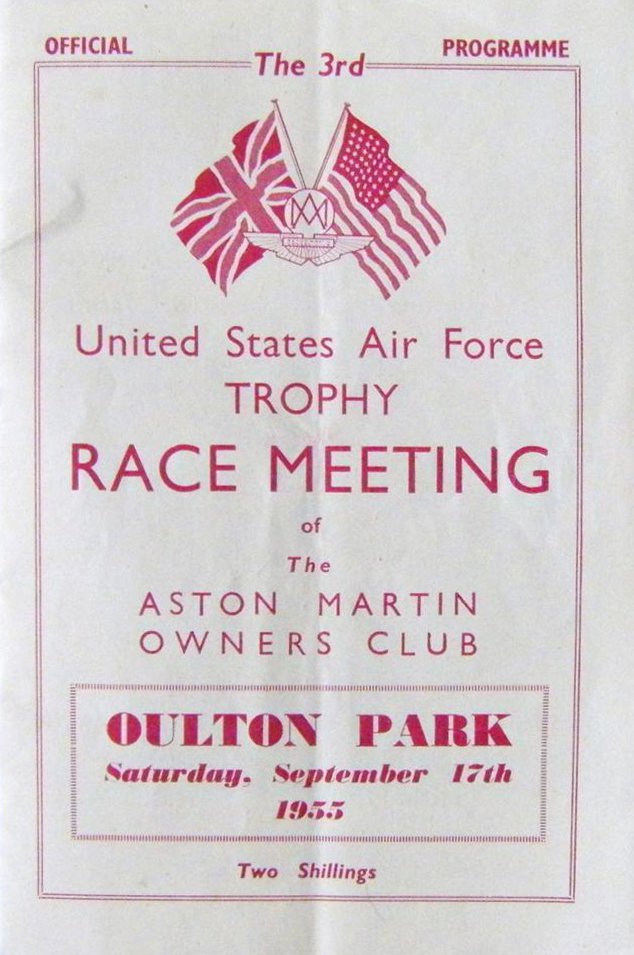 OFFICIAL PROGRAMME
The 3rd
United States Air Force
TROPHY
RACE MEETING
of
The
ASTON MARTIN
OWNERS CLUB
OULTON PARK
Saturday, September 17th
1955
Two Shillings